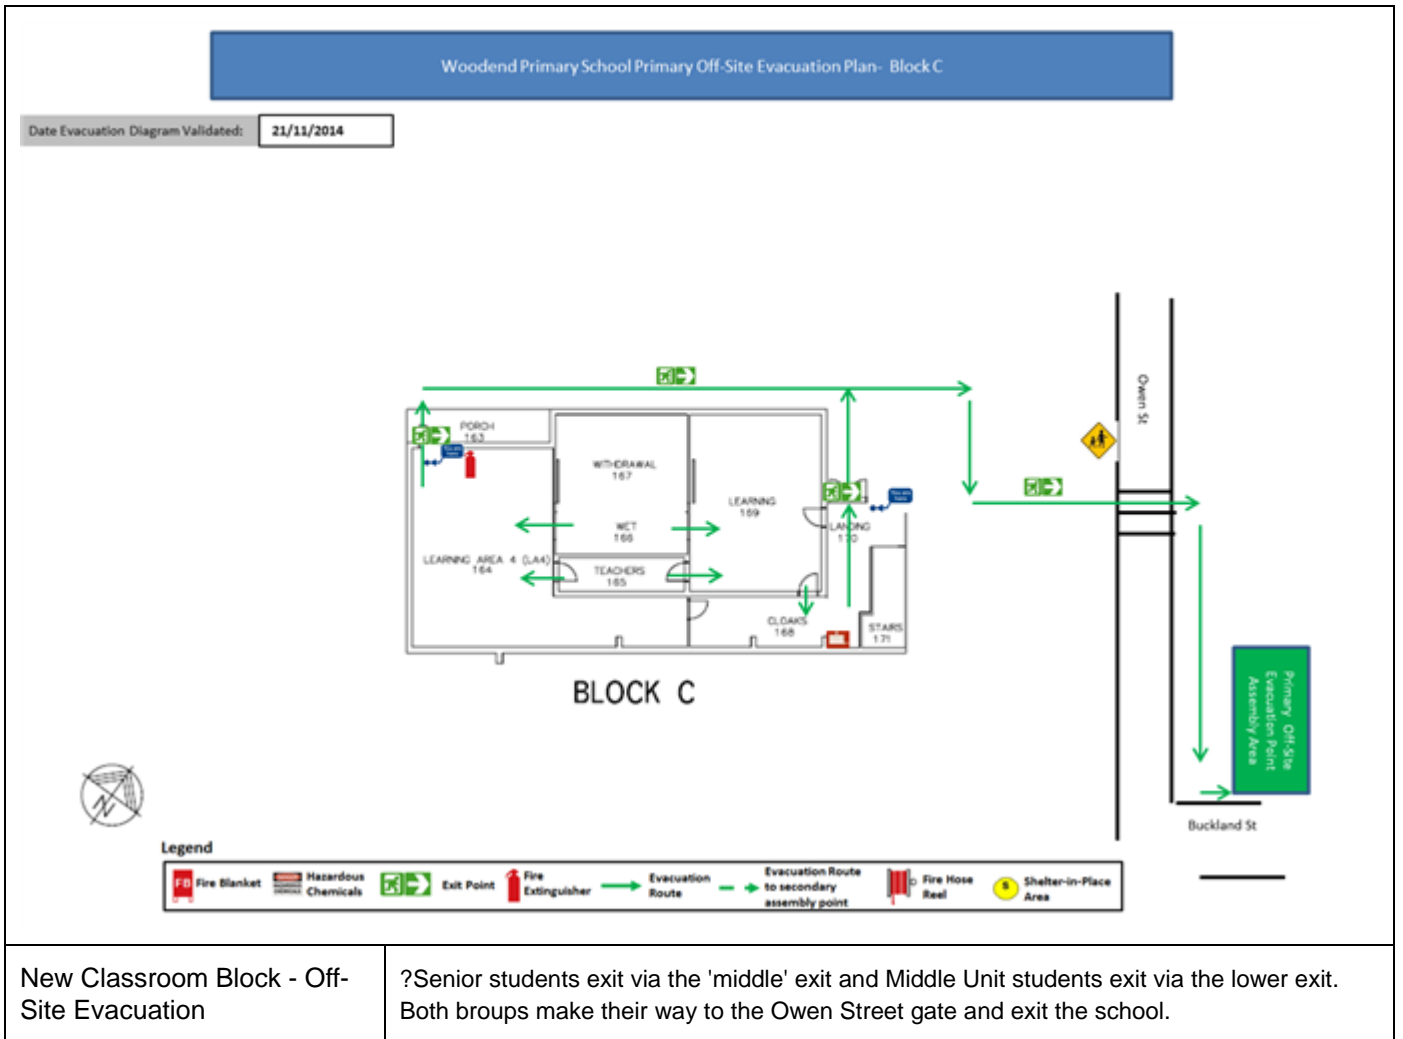 Woodend Primary School Primary Off-Site Evacuation Plan- Block C
Date Evacuation Diagram Validated:
21/11/2014
Owen St
PORCH
163
WITHDRAWAL
167
LEARNING
169
WET
166
LANDING
170
LEARNING AREA 4 (LA4)
164
TEACHERS
165
CLOAKS
168
STAIRS
171
BLOCK C
Primary Off-Site
Evacuation Point
Assembly Area
Buckland St
N
Legend
FB
Fire Blanket
Hazardous
Chemicals
Exit Point
Fire
Extinguisher
Evacuation
Route
Evacuation Route
to secondary
assembly point
Fire Hose
Reel
S
Shelter-in-Place
Area
New Classroom Block - Off-
Site Evacuation
?Senior students exit via the 'middle' exit and Middle Unit students exit via the lower exit.
Both broups make their way to the Owen Street gate and exit the school.